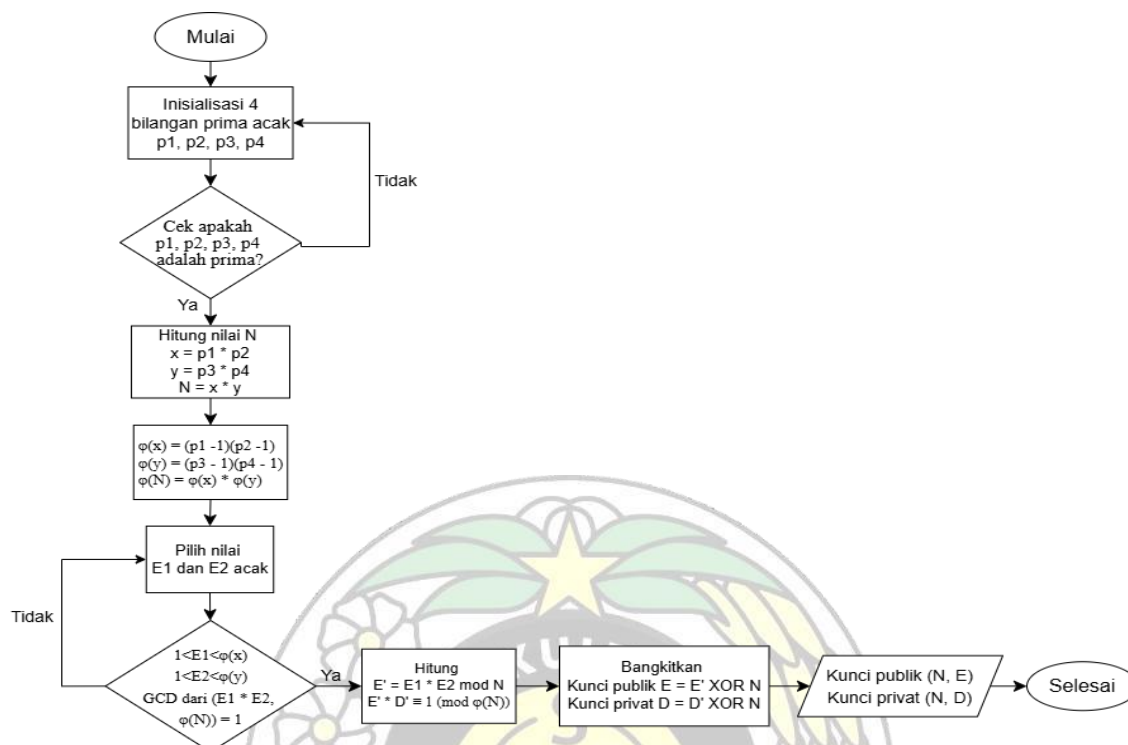 Mulai
Inisialisasi 4
bilangan prima acak
p1, p2, p3, p4
Tidak
Cek apakah
p1, p2, p3, p4
adalah prima?
Ya
Hitung nilai N
x = p1 * p2
y = p3 * p4
N = x * y
φ(x) = (p1 -1)(p2 -1)
φ(y) = (p3 - 1)(p4 - 1)
φ(N) = φ(x) * φ(y)
Pilih nilai
E1 dan E2 acak
Tidak
1<E1<φ(x)
1<E2<φ(y)
GCD dari (E1 * E2,
φ(N)) = 1
Ya
Hitung
E' = E1 * E2 mod N
E' * D' ≡ 1 (mod φ(N))
Bangkitkan
Kunci publik E = E' XOR N
Kunci privat D = D' XOR N
Kunci publik (N, E)
Kunci privat (N, D)
Selesai